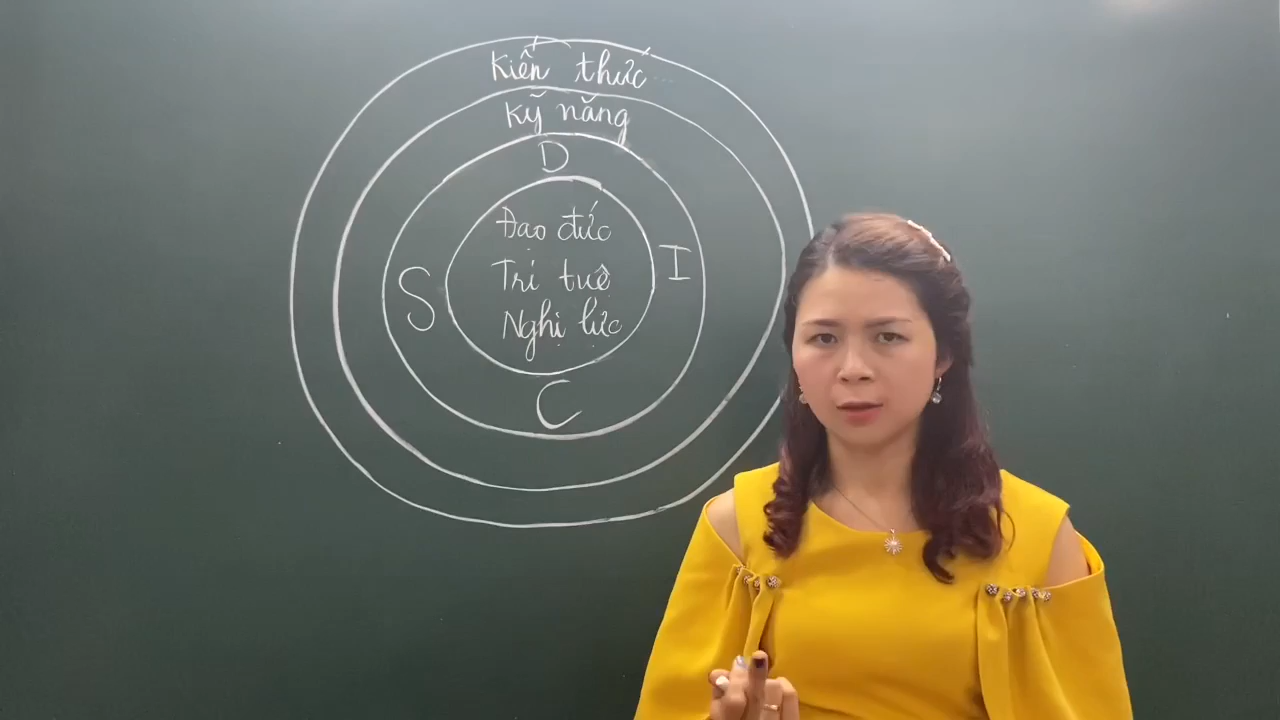 Kiến thức
Kỹ năng
D
Đạo đức
I
Trí tuệ
S
Nghị lực
C